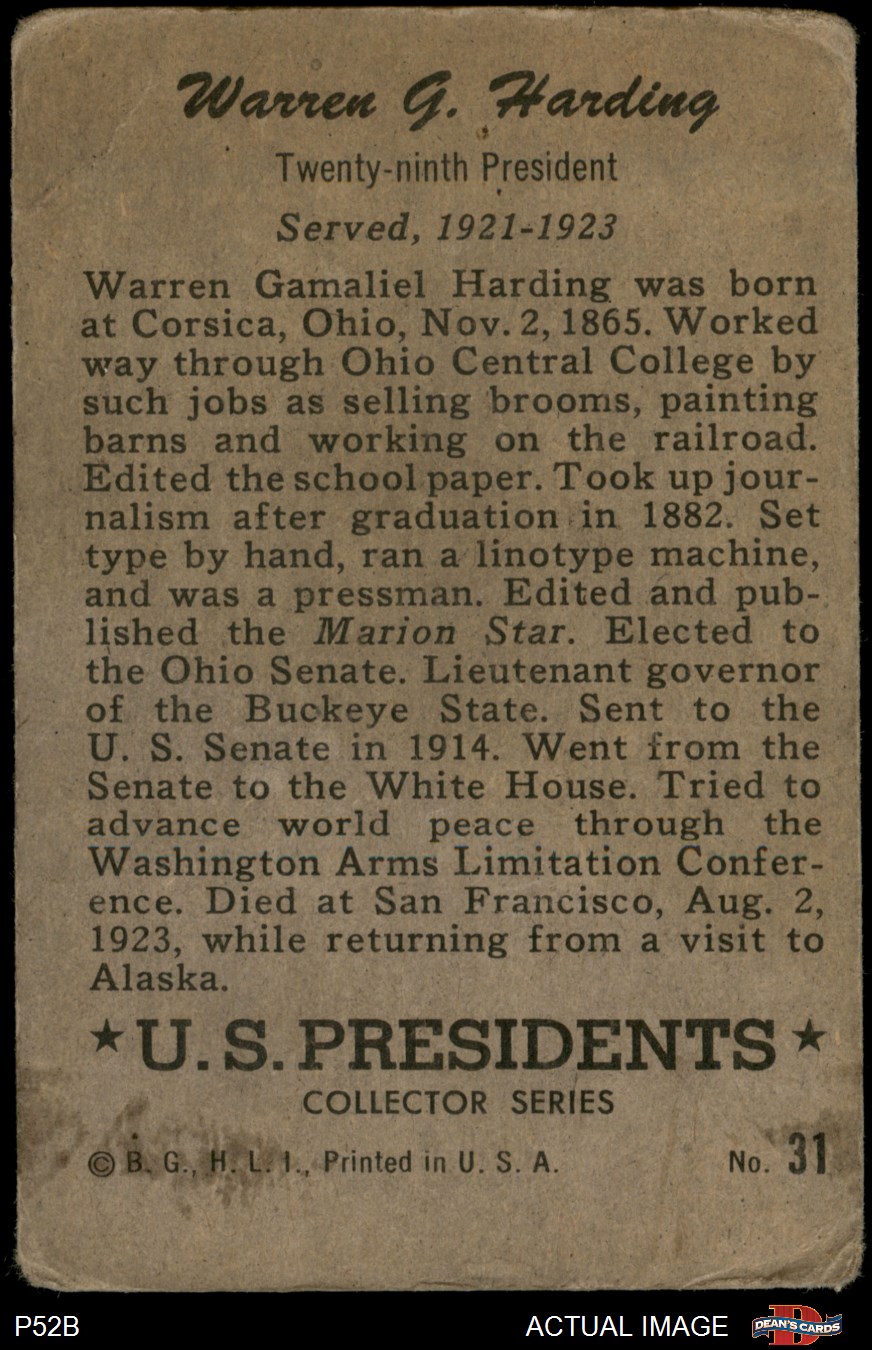 Warren G. Harding
Twenty-ninth President
Served, 1921-1923
Warren Gamaliel Harding was born
at Corsica, Ohio, Nov. 2, 1865. Worked
way through Ohio Central College by
such jobs as selling brooms, painting
barns and working on the railroad.
Edited the school paper. Took up jour-
nalism after graduation in 1882. Set
type by hand, ran a linotype machine,
and was a pressman. Edited and pub-
lished the Marion Star. Elected to
the Ohio Senate. Lieutenant governor
of the Buckeye State. Sent to the
U. S. Senate in 1914. Went from the
Senate to the White House. Tried to
advance world peace through the
Washington Arms Limitation Confer-
ence. Died at San Francisco, Aug. 2,
1923, while returning from a visit to
Alaska.
★ U.S. PRESIDENTS ★
COLLECTOR SERIES
© B. G., H. L. I., Printed in U. S. A. No. 31
P52B ACTUAL IMAGE DEAN'S CARDS